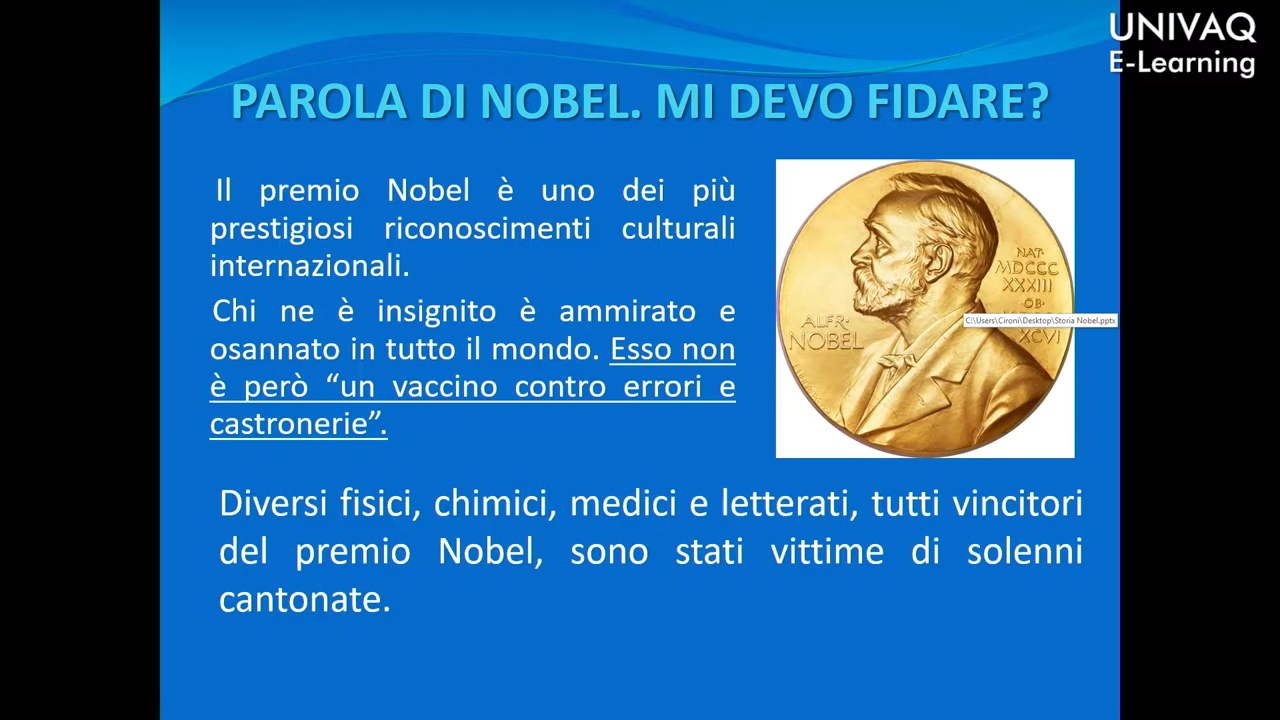 UNIVAQ
E-Learning
PAROLA DI NOBEL. MI DEVO FIDARE?
Il premio Nobel è uno dei più
prestigiosi riconoscimenti culturali
internazionali.
Chi ne è insignito è ammirato e
osannato in tutto il mondo. Esso non
è però “un vaccino contro errori e
castronerie”.
NAT·
MDCCC
XXXIII
OB·
C:\Users\Cironi\Desktop\Storia Nobel.pptx
XCVI
ALFR·
NOBEL
Diversi fisici, chimici, medici e letterati, tutti vincitori
del premio Nobel, sono stati vittime di solenni
cantonate.